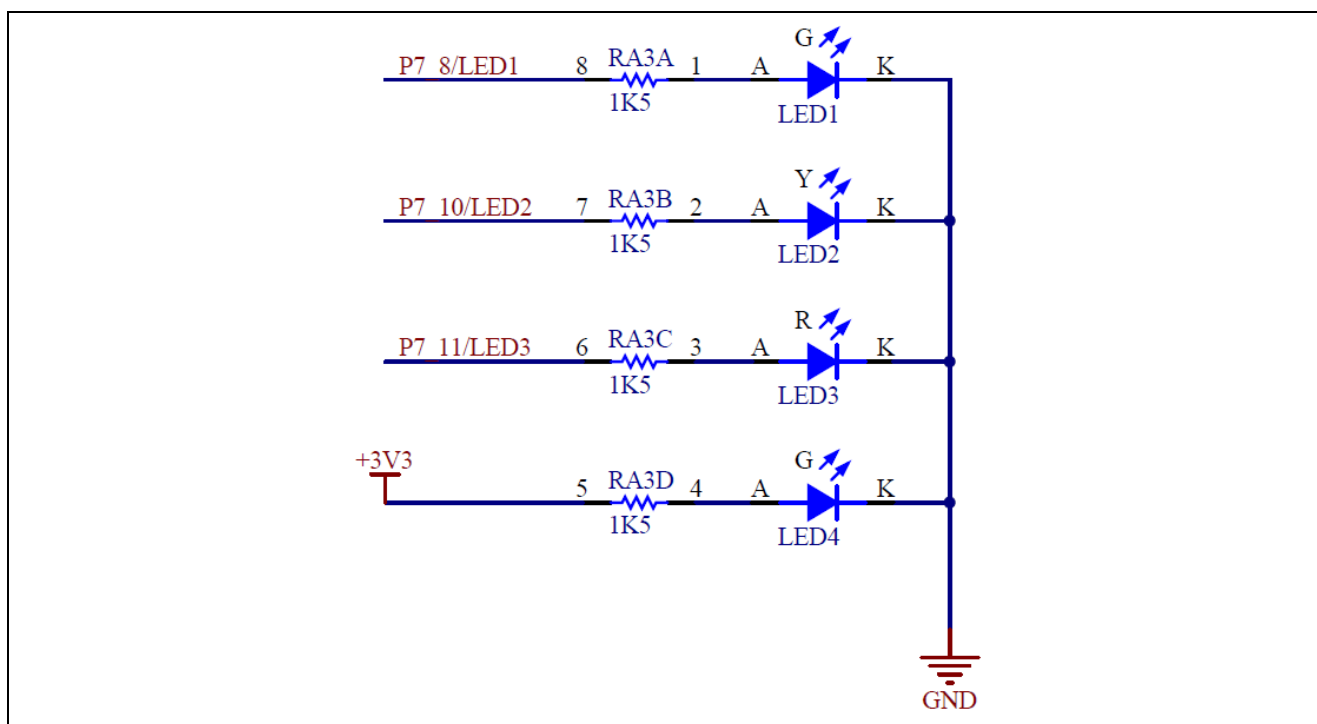 G
P7_8/LED1 8 RA3A 1 A K
1K5 LED1
Y
P7_10/LED2 7 RA3B 2 A K
1K5 LED2
R
P7_11/LED3 6 RA3C 3 A K
1K5 LED3
G
+3V3
5 RA3D 4 A K
1K5 LED4
GND